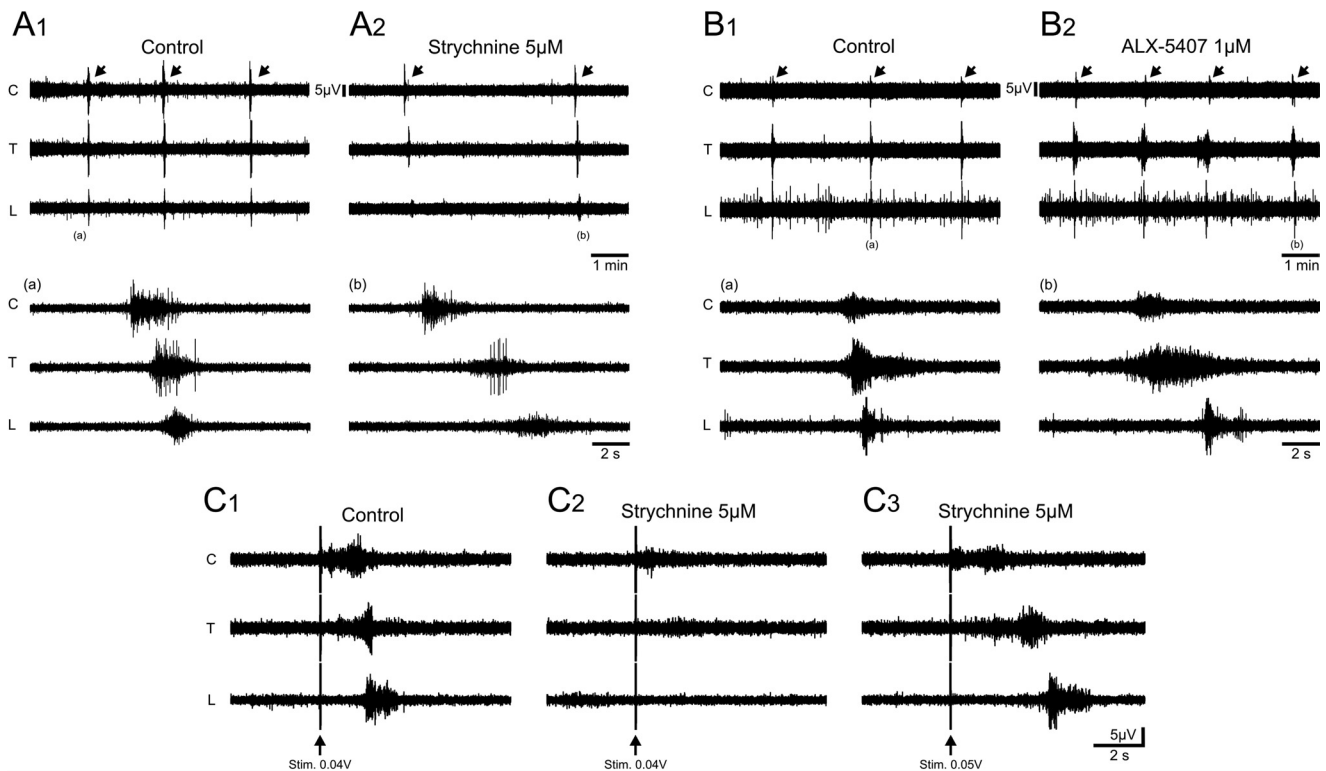 A1
Control
A2
Strychnine 5µM
B1
Control
B2
ALX-5407 1µM
C
5µV
C
5µV
T
T
L
L
(a)
(b)
(a)
(b)
1 min
1 min
(a)
(b)
(a)
(b)
C
C
T
T
L
L
2 s
2 s
C1
Control
C2
Strychnine 5µM
C3
Strychnine 5µM
C
T
L
5µV
2 s
Stim. 0.04V
Stim. 0.04V
Stim. 0.05V